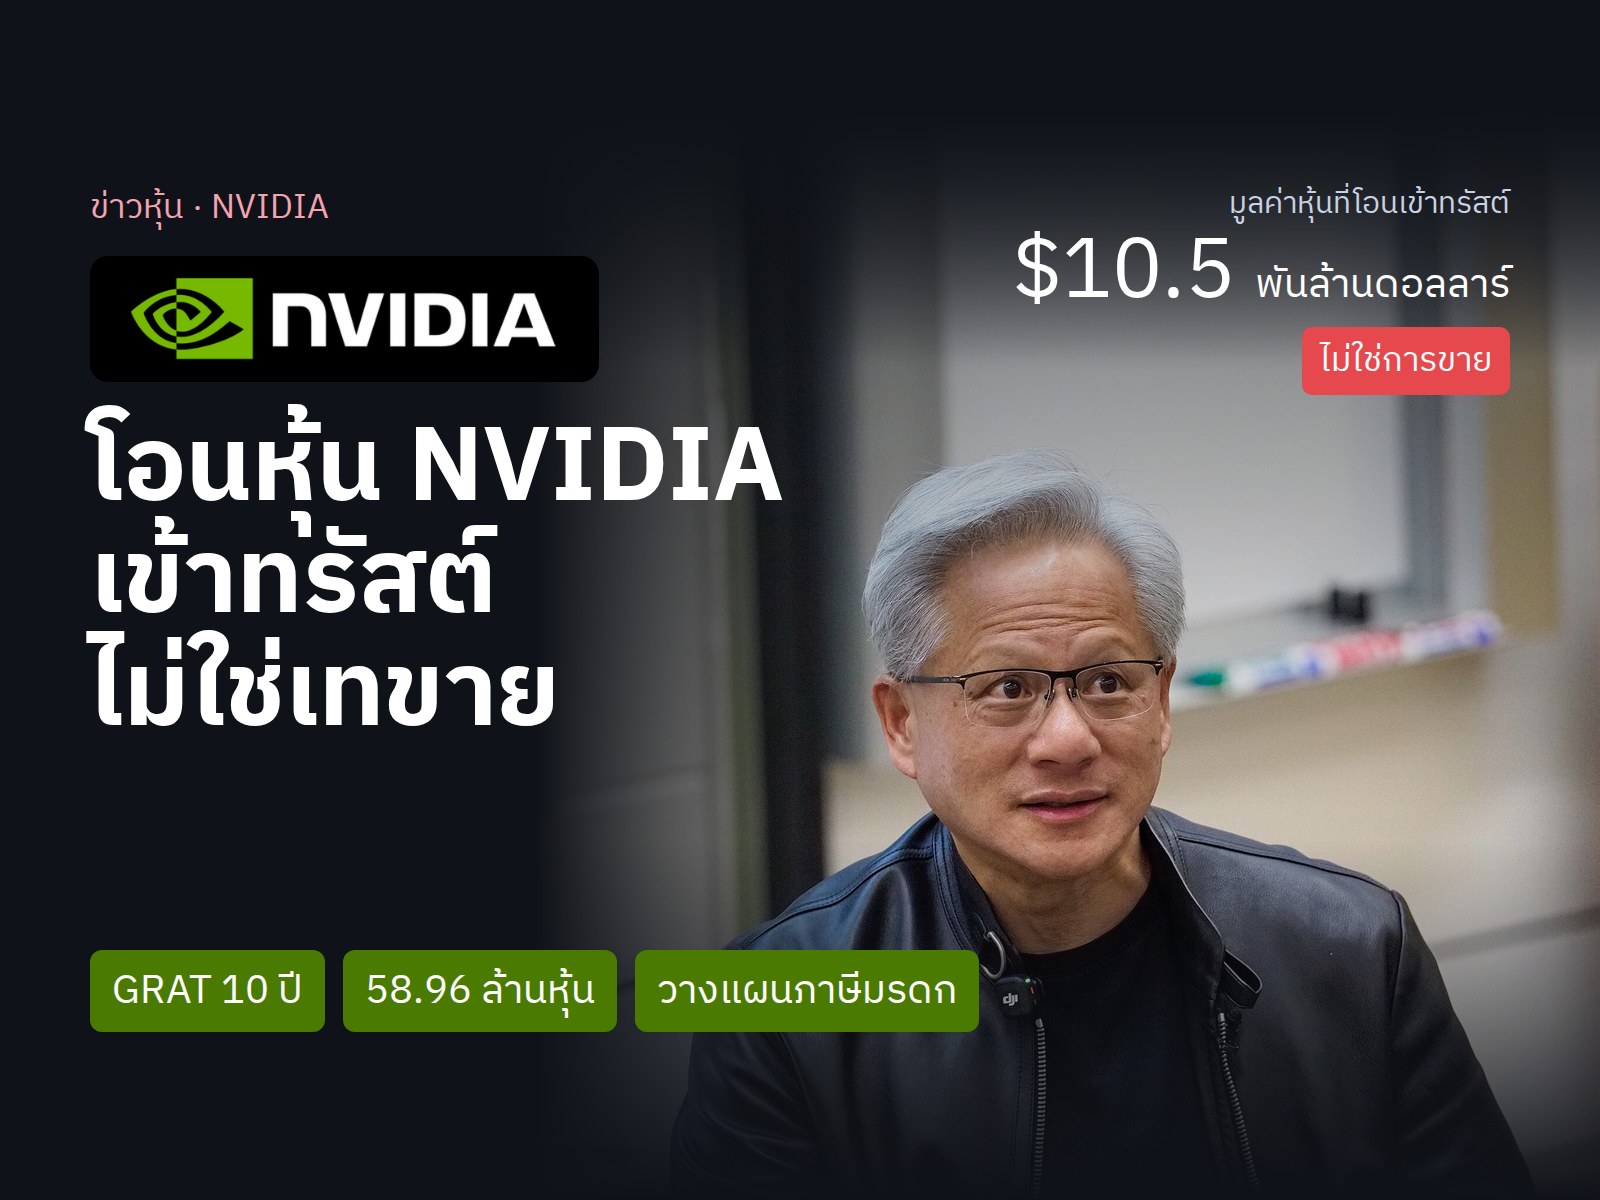 ข่าวหุ้น · NVIDIA
NVIDIA
โอนหุ้น NVIDIA
เข้าทรัสต์
ไม่ใช่เทขาย
มูลค่าหุ้นที่โอนเข้าทรัสต์
$10.5 พันล้านดอลลาร์
ไม่ใช่การขาย
GRAT 10 ปี
58.96 ล้านหุ้น
วางแผนภาษีมรดก
dji